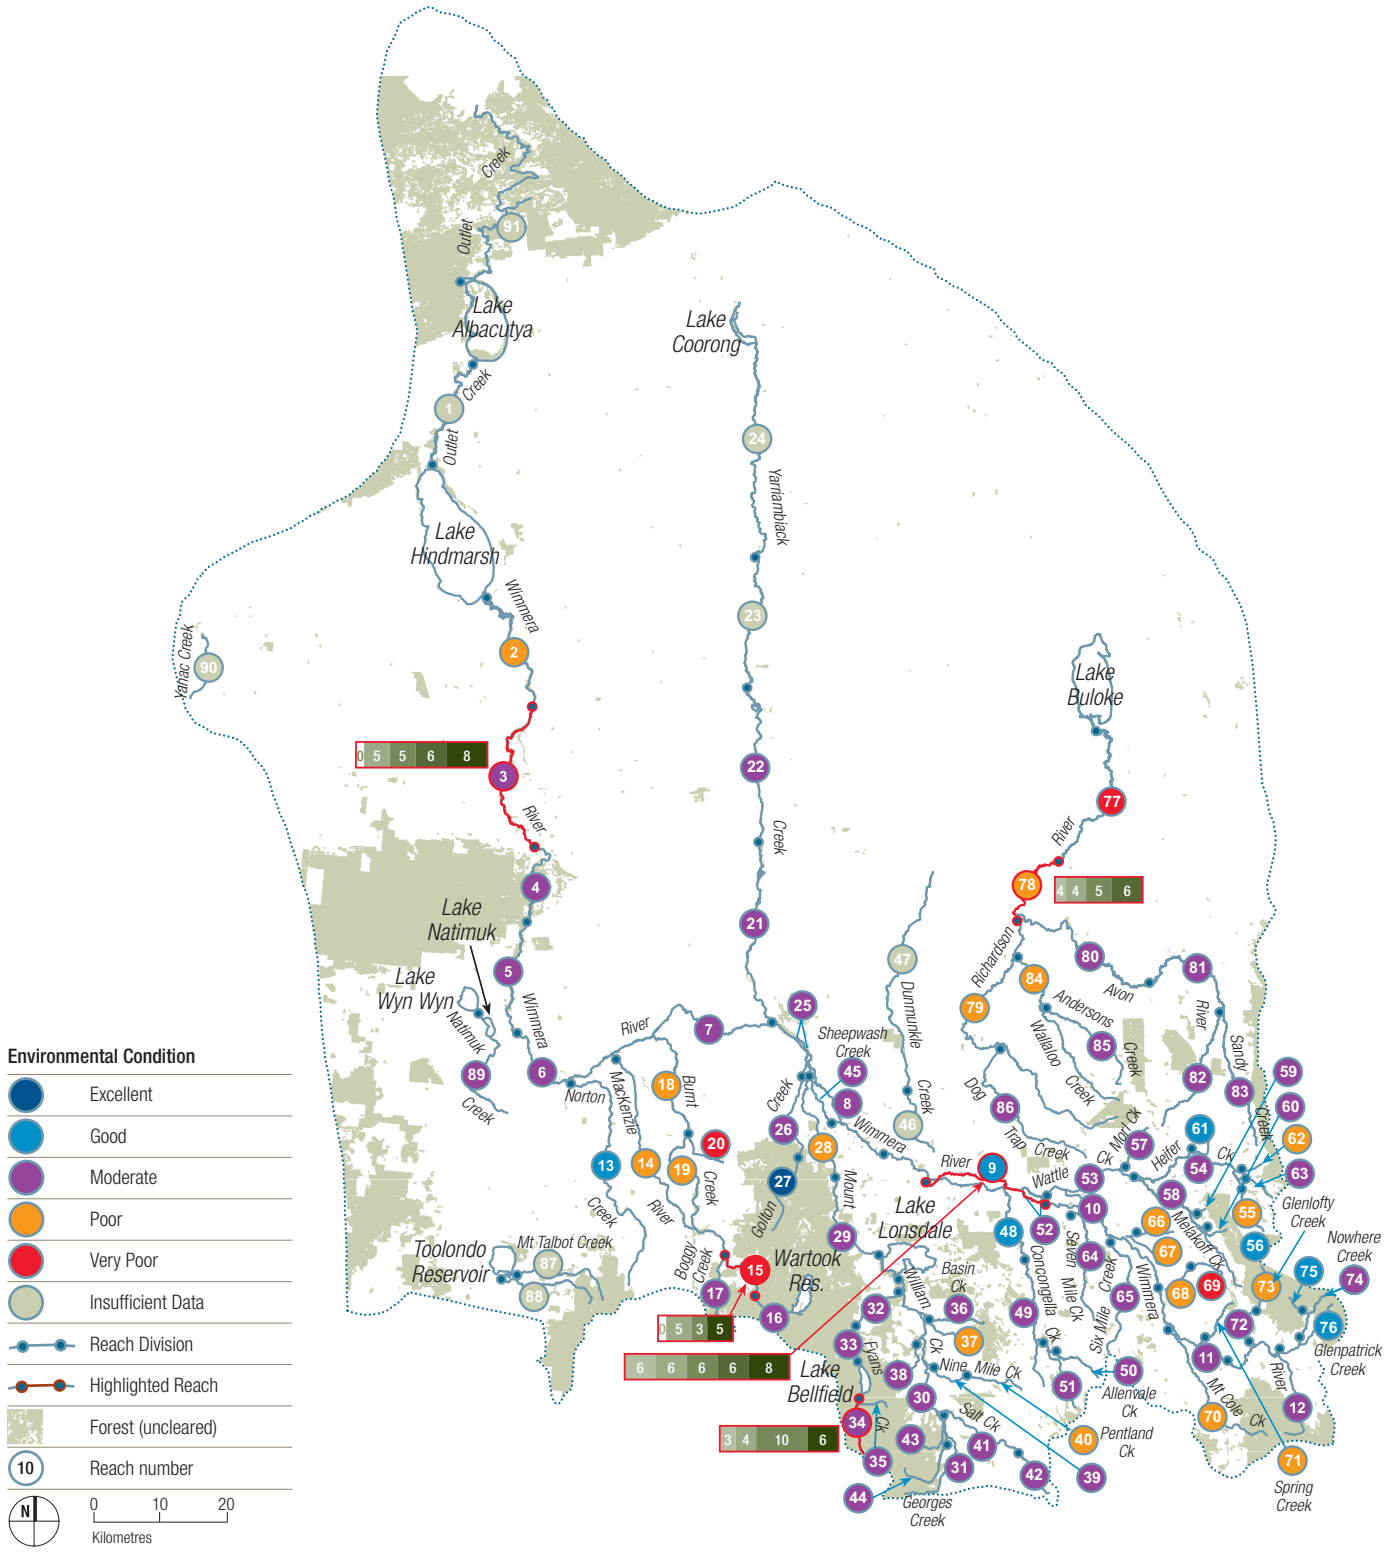 Creek
91
Outlet
Lake
Albacutya
Creek
1
Outlet
Lake
Coorong
24
Yarriambiack
Lake
Hindmarsh
Wimmera
2
23
Yanac Creek
90
Lake
Buloke
0 5 5 6 8
3
River
22
77
River
Creek
78
4 4 5 6
4
Lake
Natimuk
21
Lake
Wyn Wyn
5
Natimuk
Wimmera
47
Dunmunkle
Richardson
80
81
84
Avon
79
Andersons
River
Sandy
25
7
River
Sheepwash
Creek
Wallaloo
85
Creek
Environmental Condition
Excellent
Good
Moderate
Poor
Very Poor
Insufficient Data
Reach Division
Highlighted Reach
Forest (uncleared)
10 Reach number
N
0 10 20
Kilometres
89
Creek
6
Norton
MacKenzie
18
Burnt
Creek
45
8
Creek
46
Dog
86
Trap
Creek
Creek
82
83
Creek
59
60
61
62
63
Wimmera
26
28
20
13
14
19
Creek
River
Creek
27
Golton
Mount
River
9
Wattle
Ck
Morl Ck
57
Heifer
Ck
54
53
58
10
52
48
Lake
Lonsdale
29
55
56
Glenlofty
Creek
Nowhere
Creek
66
67
Melakoff Ck
Mt Talbot Creek
87
88
Toolondo
Reservoir
Boggy
Creek
15
17
16
Wartook
Res.
0 5 3 5
6 6 6 6 8
William
Ck
Basin
Ck
36
37
32
33
Fyans
Ck
Lake
Bellfield
38
Nine Mile Ck
30
34
3 4 10 6
35
43
Salt Ck
41
31
42
44
Georges
Creek
Concongella
Ck
49
Seven
Mile Ck
64
Six Mile
Creek
65
Wimmera
68
69
73
75
74
72
76
Glenpatrick
Creek
11
River
12
50
Allenvale
Ck
51
40
Pentland
Ck
39
Mt Cole
Ck
70
71
Spring
Creek